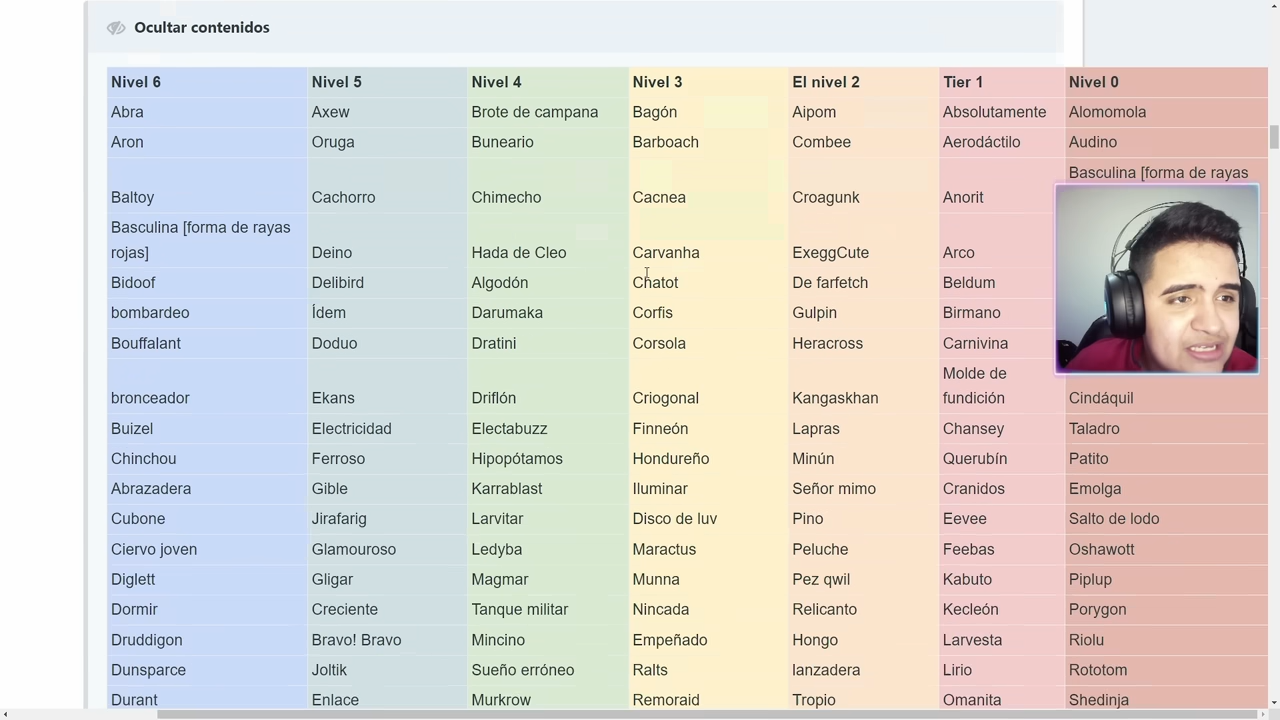 Ocultar contenidos
Nivel 6 Nivel 5 Nivel 4 Nivel 3 El nivel 2 Tier 1 Nivel 0
Abra Axew Brote de campana Bagón Aipom Absolutamente Alomomola
Aron Oruga Buneario Barboach Combee Aerodáctilo Audino
Basculina [forma de rayas
Baltoy Cachorro Chimecho Cacnea Croagunk Anorit
Basculina [forma de rayas
rojas] Deino Hada de Cleo Carvanha ExeggCute Arco
Bidoof Delibird Algodón Chatot De farfetch Beldum
bombardeo Ídem Darumaka Corfis Gulpin Birmano
Bouffalant Doduo Dratini Corsola Heracross Carnivina
Molde de
bronceador Ekans Driflón Criogonal Kangaskhan fundición Cindáquil
Buizel Electricidad Electabuzz Finneón Lapras Chansey Taladro
Chinchou Ferroso Hipopótamos Hondureño Minún Querubín Patito
Abrazadera Gible Karrablast Iluminar Señor mimo Cranidos Emolga
Cubone Jirafarig Larvitar Disco de luv Pino Eevee Salto de lodo
Ciervo joven Glamouroso Ledyba Maractus Peluche Feebas Oshawott
Diglett Gligar Magmar Munna Pez qwil Kabuto Piplup
Dormir Creciente Tanque militar Nincada Relicanto Kecleón Porygon
Druddigon Bravo! Bravo Mincino Empeñado Hongo Larvesta Riolu
Dunsparce Joltik Sueño erróneo Ralts lanzadera Lirio Rototom
Durant Enlace Murkrow Remoraid Tropio Omanita Shedinja